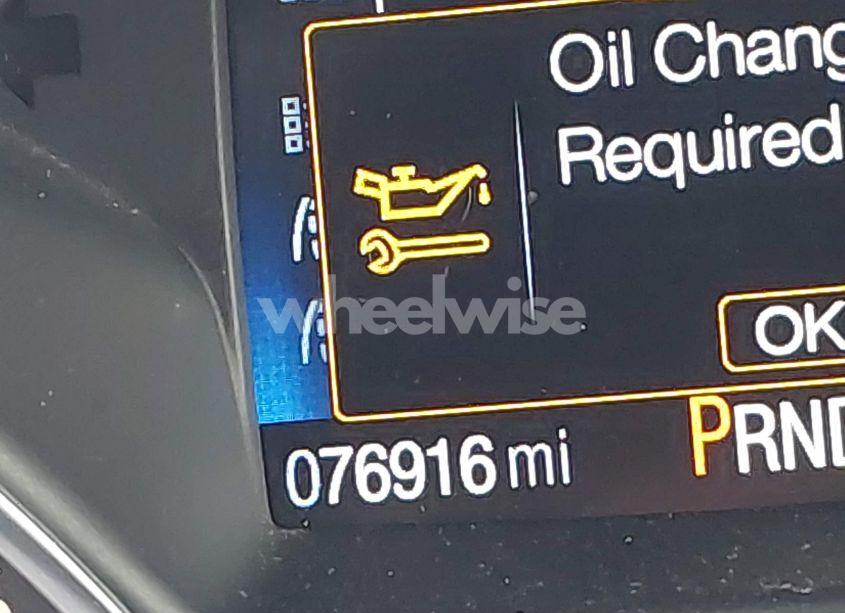 Oil Chang
Required
wheelwise
OK
076916 mi
PRND